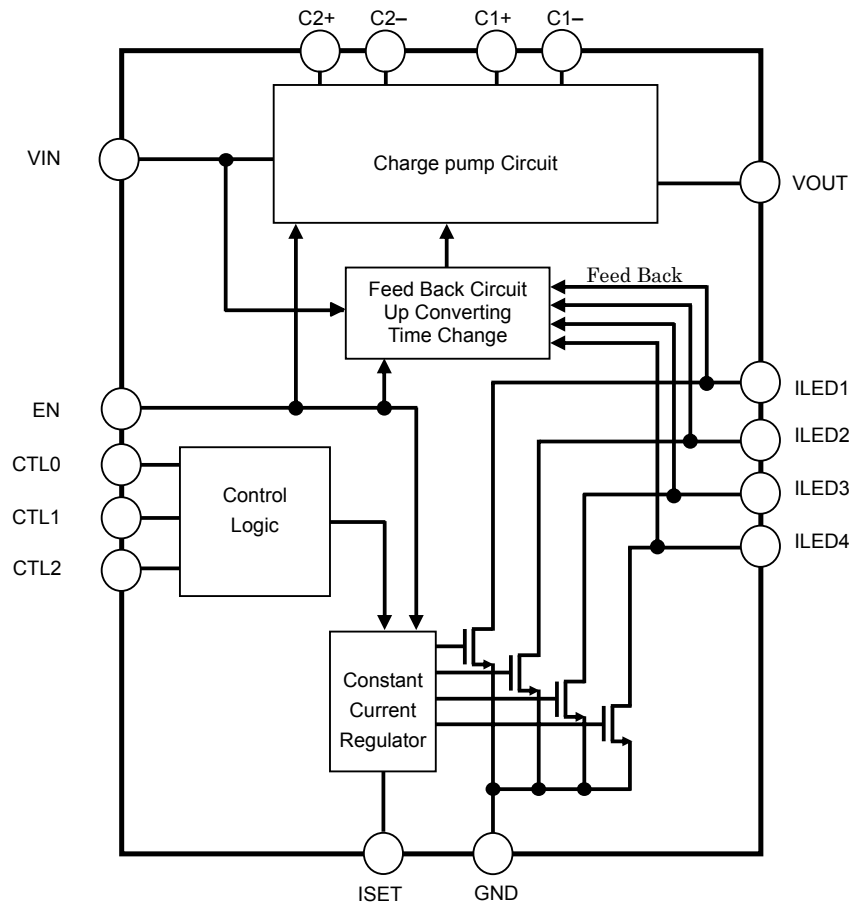 C2+
C2–
C1+
C1–
VIN
Charge pump Circuit
VOUT
Feed Back
Feed Back Circuit
Up Converting
Time Change
EN
ILED1
ILED2
ILED3
ILED4
CTL0
CTL1
CTL2
Control
Logic
Constant
Current
Regulator
ISET
GND